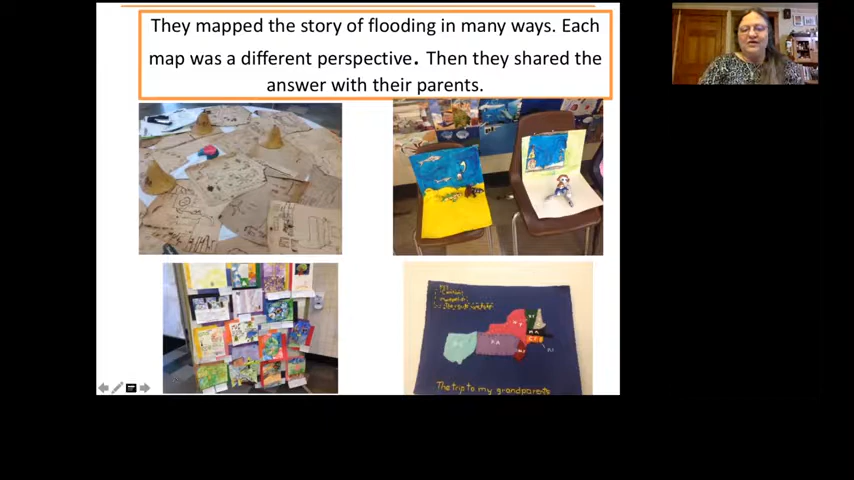 They mapped the story of flooding in many ways. Each
map was a different perspective. Then they shared the
answer with their parents.
The trip to my grandparents